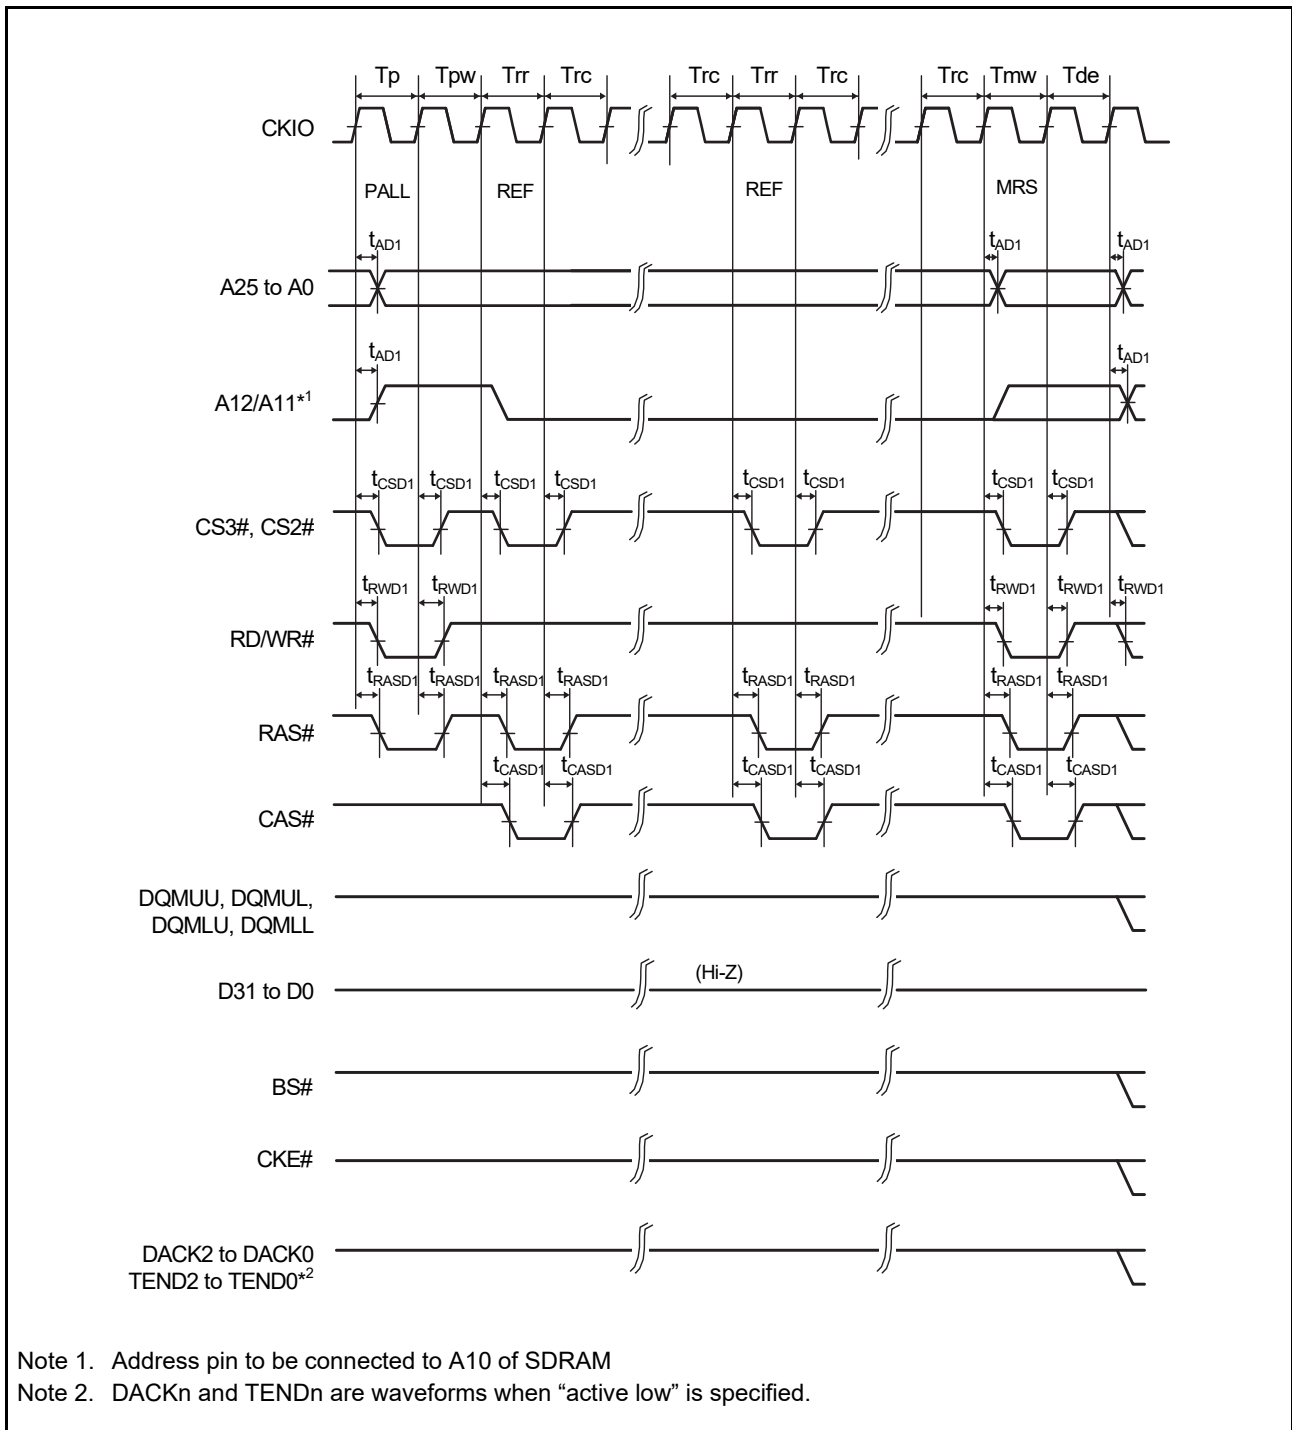 Tp Tpw Trr Trc Trc Trr Trc Trc Tmw Tde
CKIO
PALL REF REF MRS
tAD1 tAD1 tAD1
A25 to A0
tAD1 tAD1
A12/A11*1
tCSD1 tCSD1 tCSD1 tCSD1 tCSD1 tCSD1 tCSD1 tCSD1
CS3#, CS2#
tRWD1 tRWD1 tRWD1 tRWD1 tRWD1
RD/WR#
tRASD1 tRASD1 tRASD1 tRASD1 tRASD1 tRASD1 tRASD1 tRASD1
RAS#
tCASD1 tCASD1 tCASD1 tCASD1 tCASD1 tCASD1
CAS#
DQMUU, DQMUL,
DQMLU, DQMLL
(Hi-Z)
D31 to D0
BS#
CKE#
DACK2 to DACK0
TEND2 to TEND0*2
Note 1. Address pin to be connected to A10 of SDRAM
Note 2. DACKn and TENDn are waveforms when “active low” is specified.